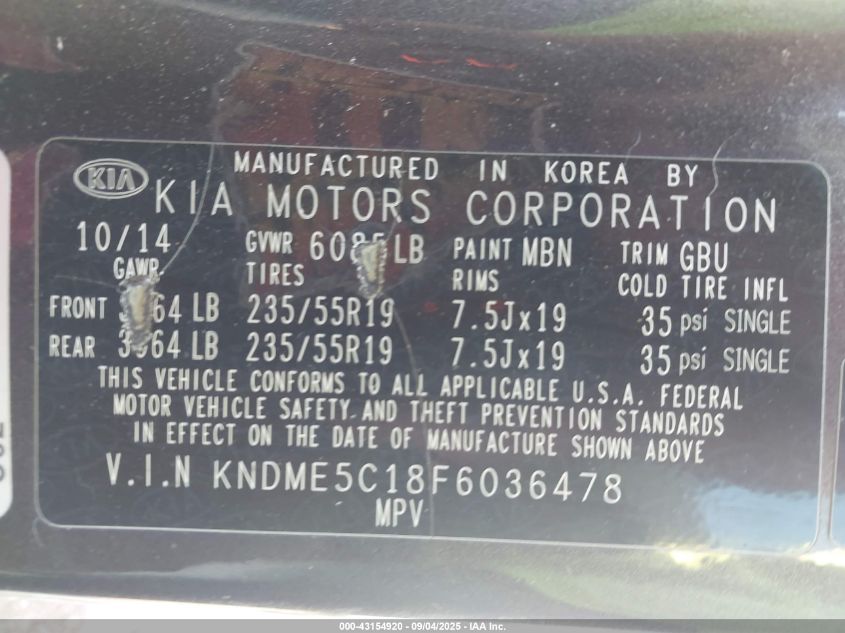 MANUFACTURED IN KOREA BY
KIA KIA MOTORS CORPORATION
10/14 GVWR LB PAINT MBN TRIM GBU
GAWR TIRES RIMS COLD TIRE INFL
FRONT LB 235/55R19 7.5Jx19 35 psi SINGLE
REAR LB 235/55R19 7.5Jx19 35 psi SINGLE
THIS VEHICLE CONFORMS TO ALL APPLICABLE U.S.A. FEDERAL
MOTOR VEHICLE SAFETY AND THEFT PREVENTION STANDARDS
IN EFFECT ON THE DATE OF MANUFACTURE SHOWN ABOVE
V.I.N KNDME5C18F6036478
MPV
000-43154920 - 09/04/2025 - IAA Inc.